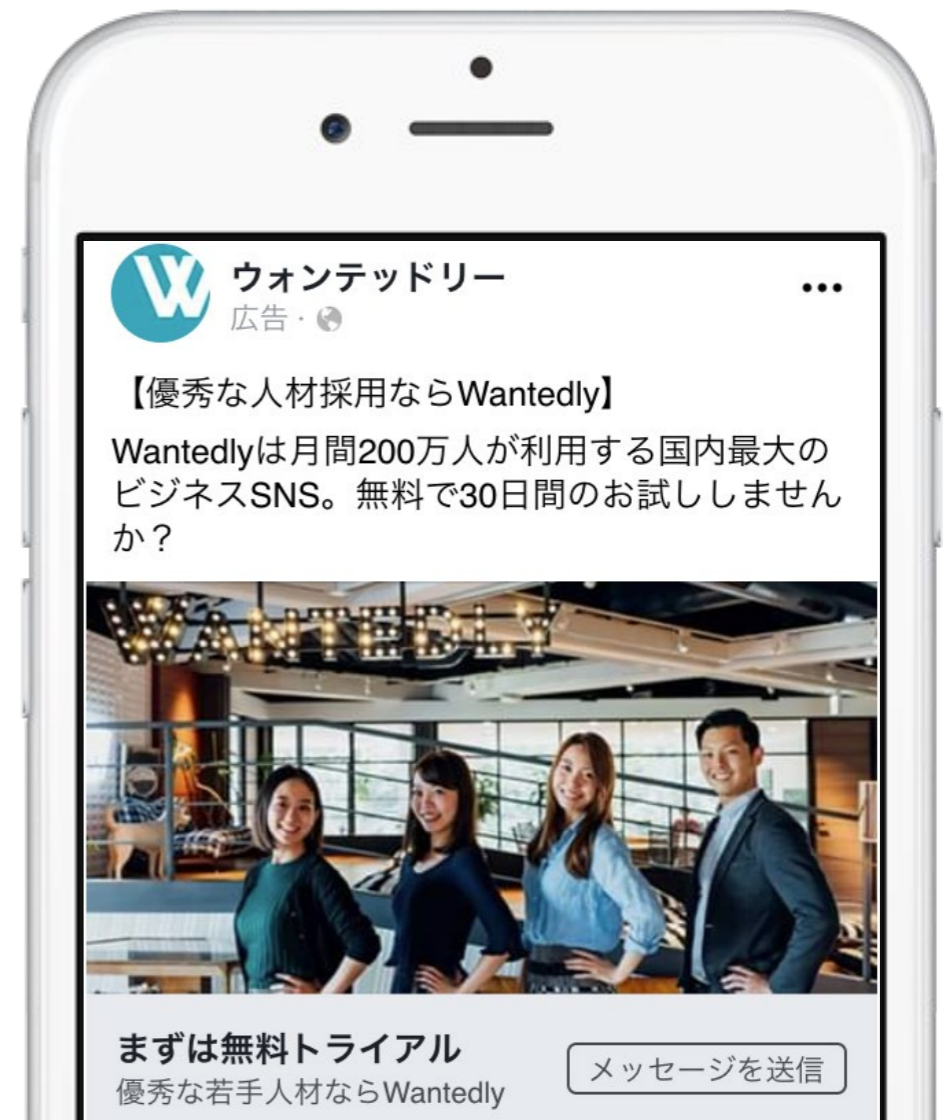 ウォンテッドリー
広告 ·
【優秀な人材採用ならWantedly】
Wantedlyは月間200万人が利用する国内最大の
ビジネスSNS。無料で30日間のお試ししません
か？
WANTEDLY
まずは無料トライアル
メッセージを送信
優秀な若手人材ならWantedly